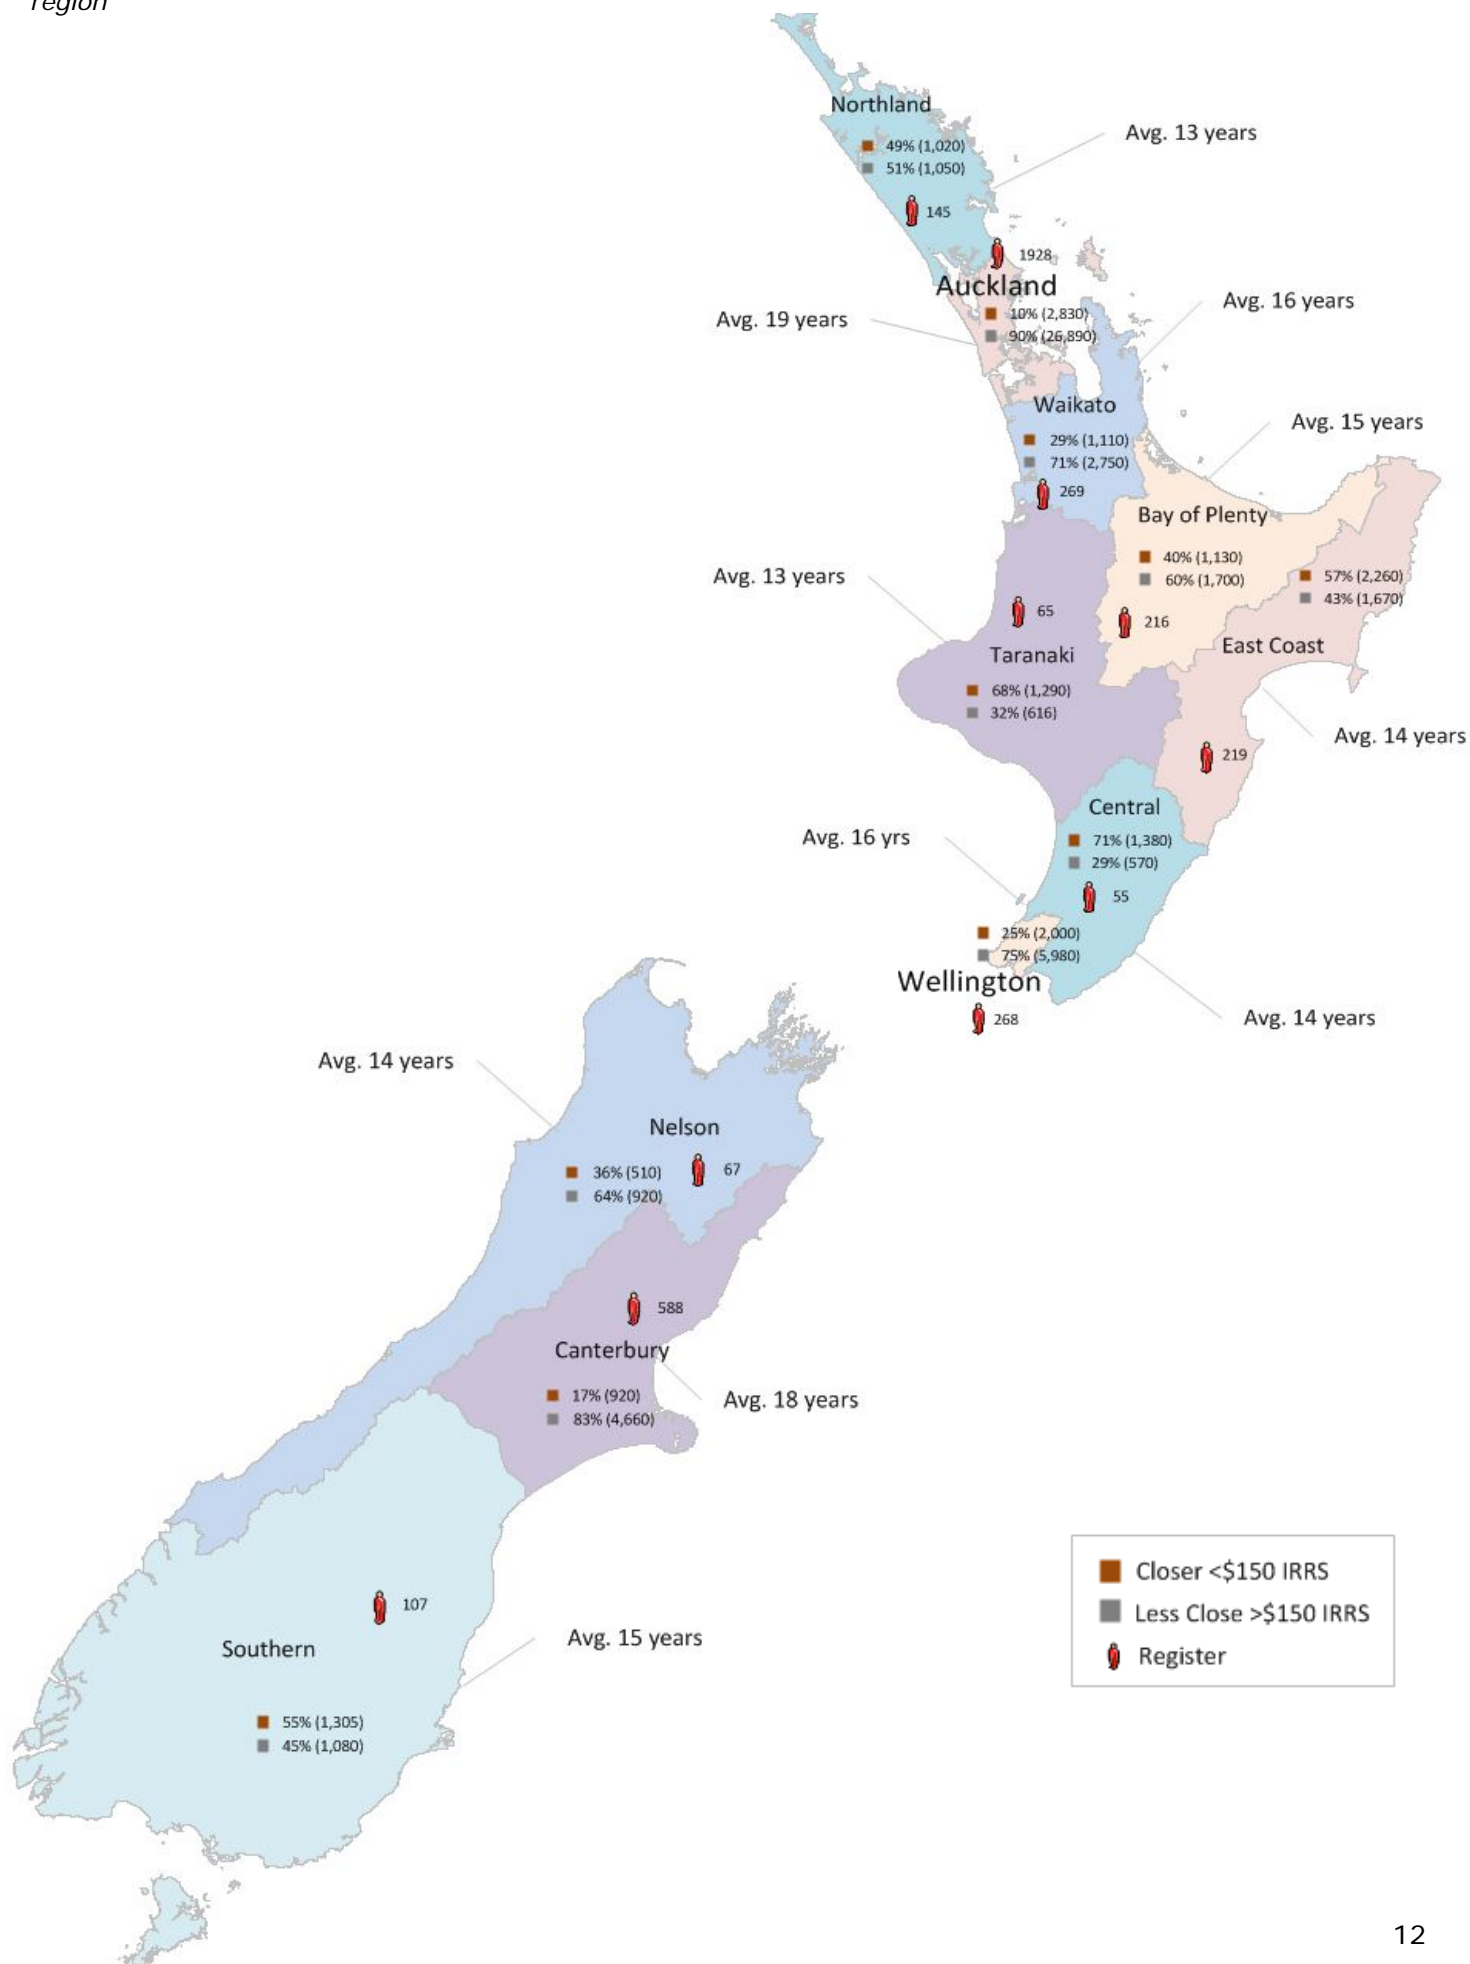 region
Northland
49% (1,020)
51% (1,050)
145
Avg. 13 years
1928
Auckland
10% (2,830)
90% (26,890)
Avg. 19 years
Avg. 16 years
Waikato
29% (1,110)
71% (2,750)
269
Avg. 15 years
Bay of Plenty
40% (1,130)
60% (1,700)
216
57% (2,260)
43% (1,670)
East Coast
219
Avg. 14 years
Avg. 13 years
65
Taranaki
68% (1,290)
32% (616)
Central
71% (1,380)
29% (570)
55
Avg. 16 yrs
25% (2,000)
75% (5,980)
Wellington
268
Avg. 14 years
Avg. 14 years
Nelson
36% (510)
64% (920)
67
588
Canterbury
17% (920)
83% (4,660)
Avg. 18 years
107
Southern
55% (1,305)
45% (1,080)
Avg. 15 years
Closer <$150 IRRS
Less Close >$150 IRRS
Register
12